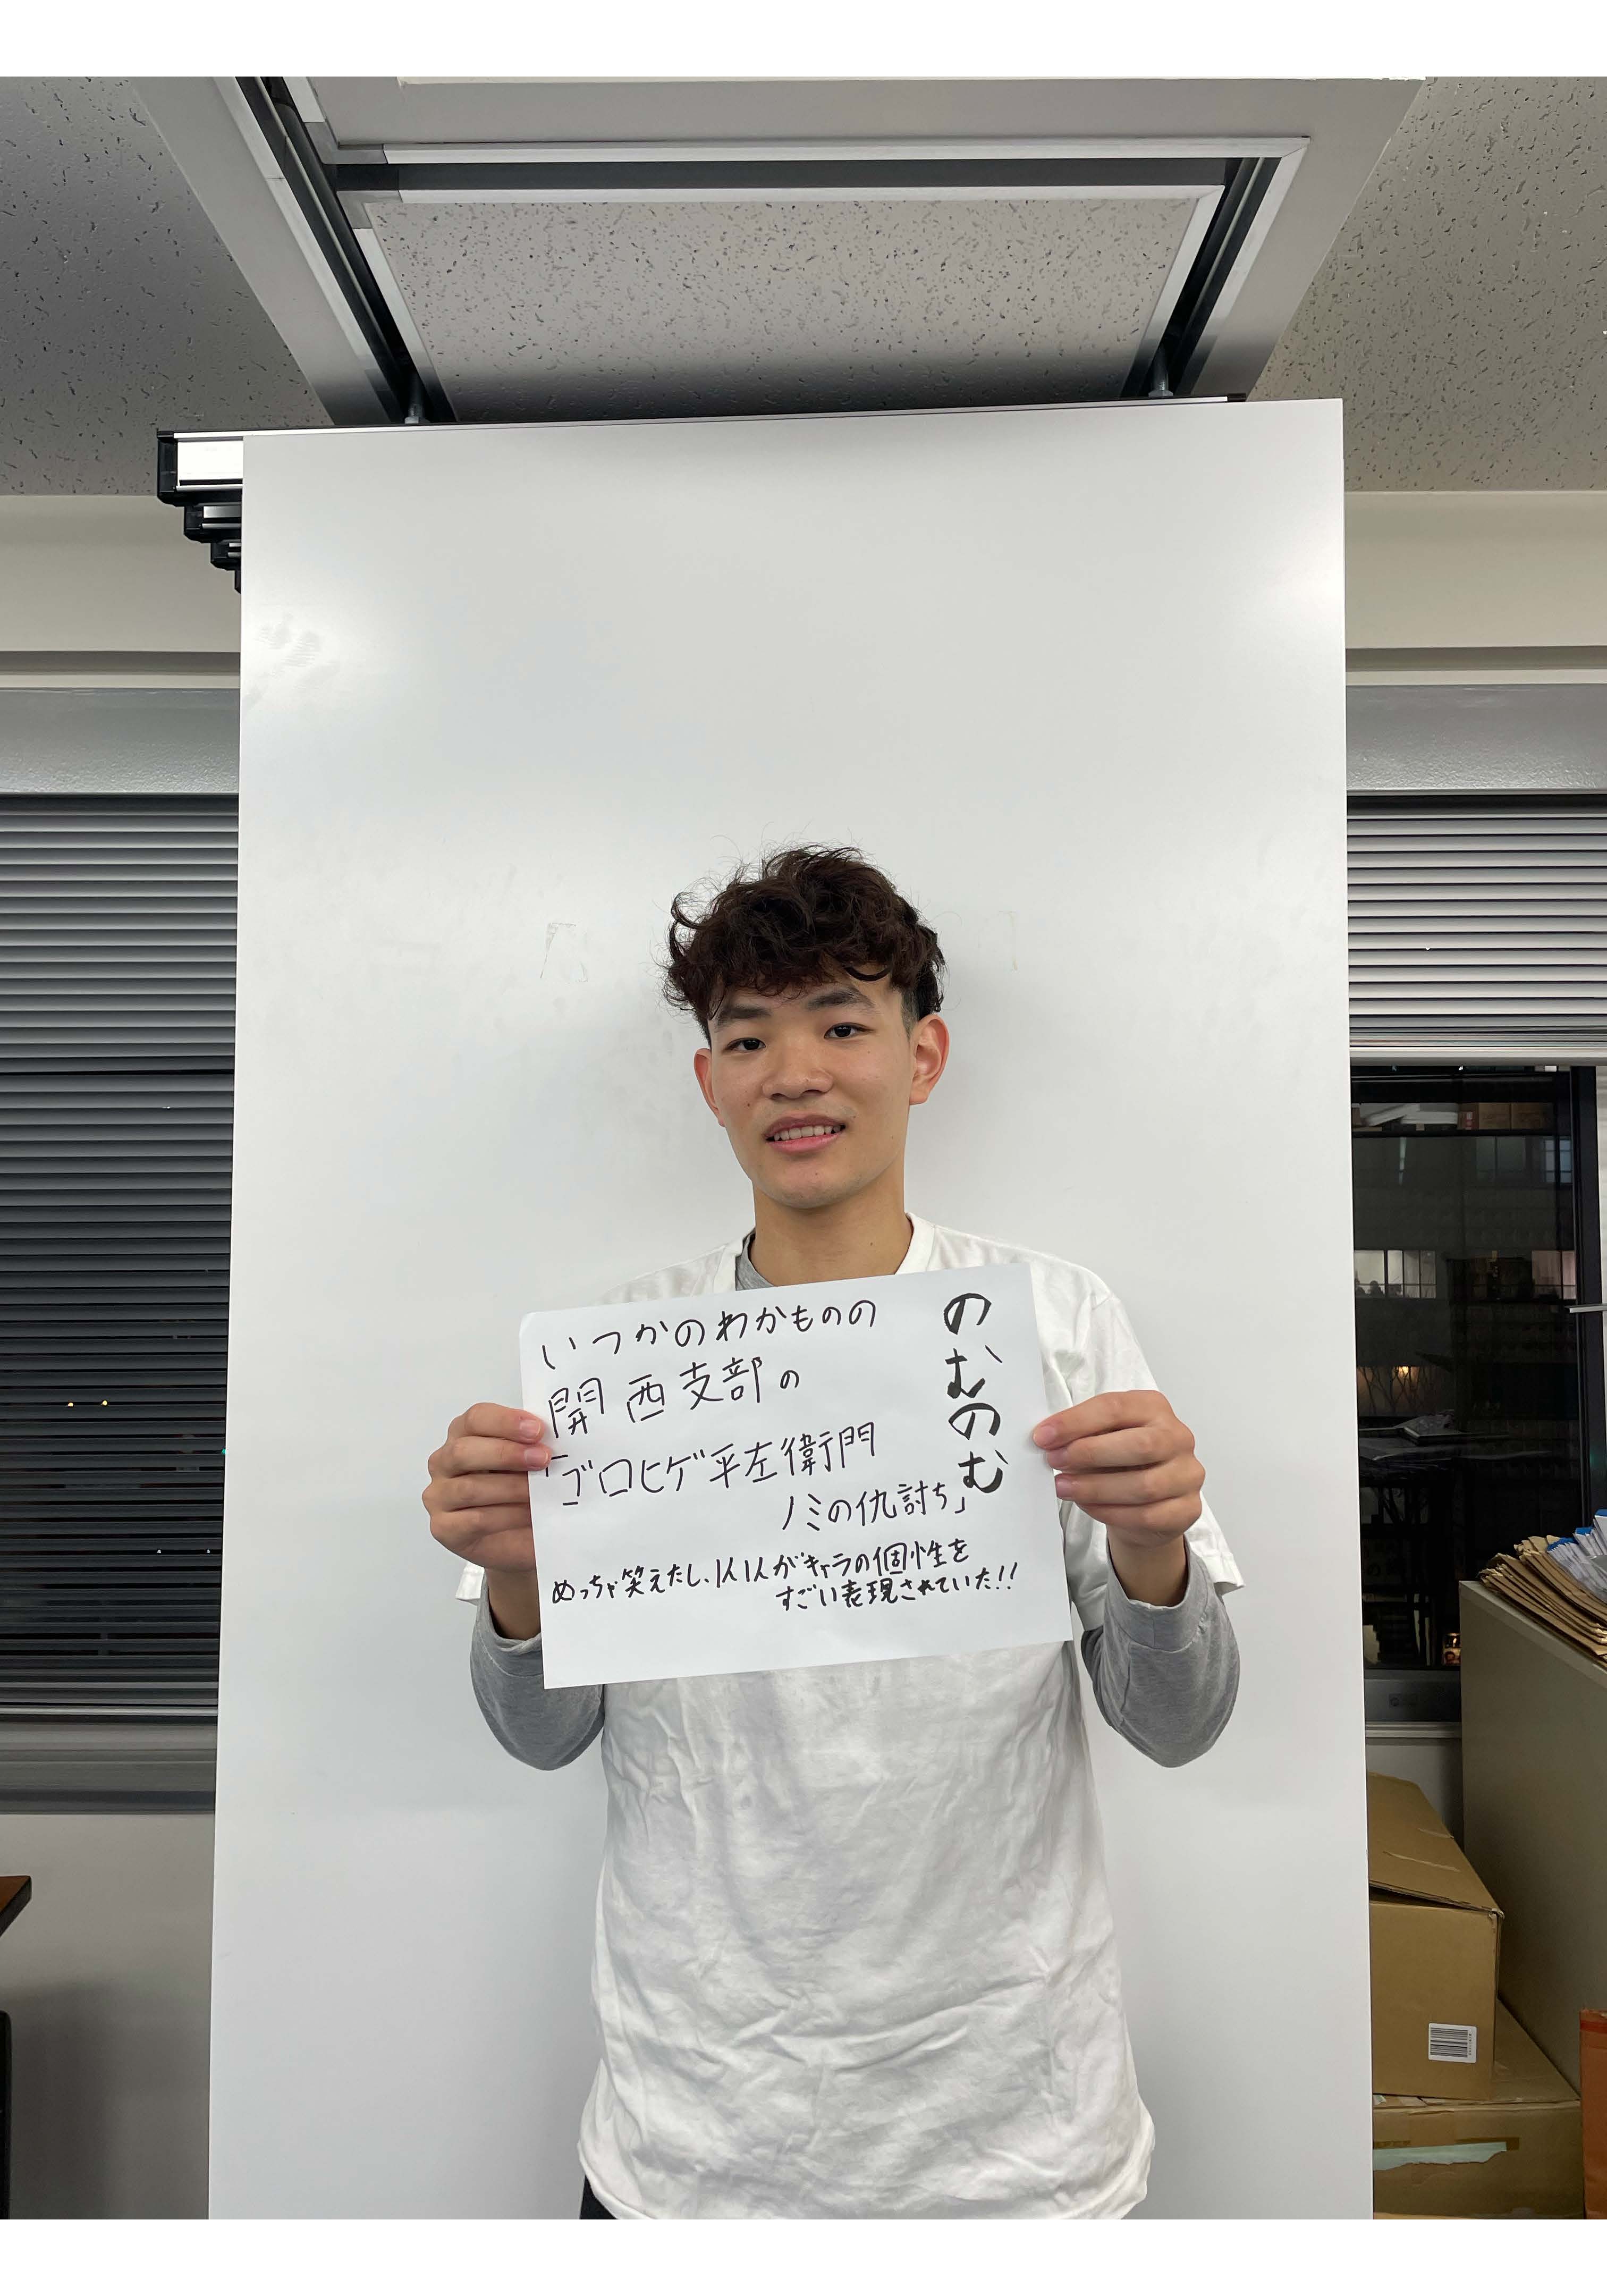 のむのむ
いつかのわかものの
関西支部の
「ゴロヒゲ平左衛門
ノミの仇討ち」
めっちゃ笑えたし、1人1人がキャラの個性を
すごい表現されていた!!